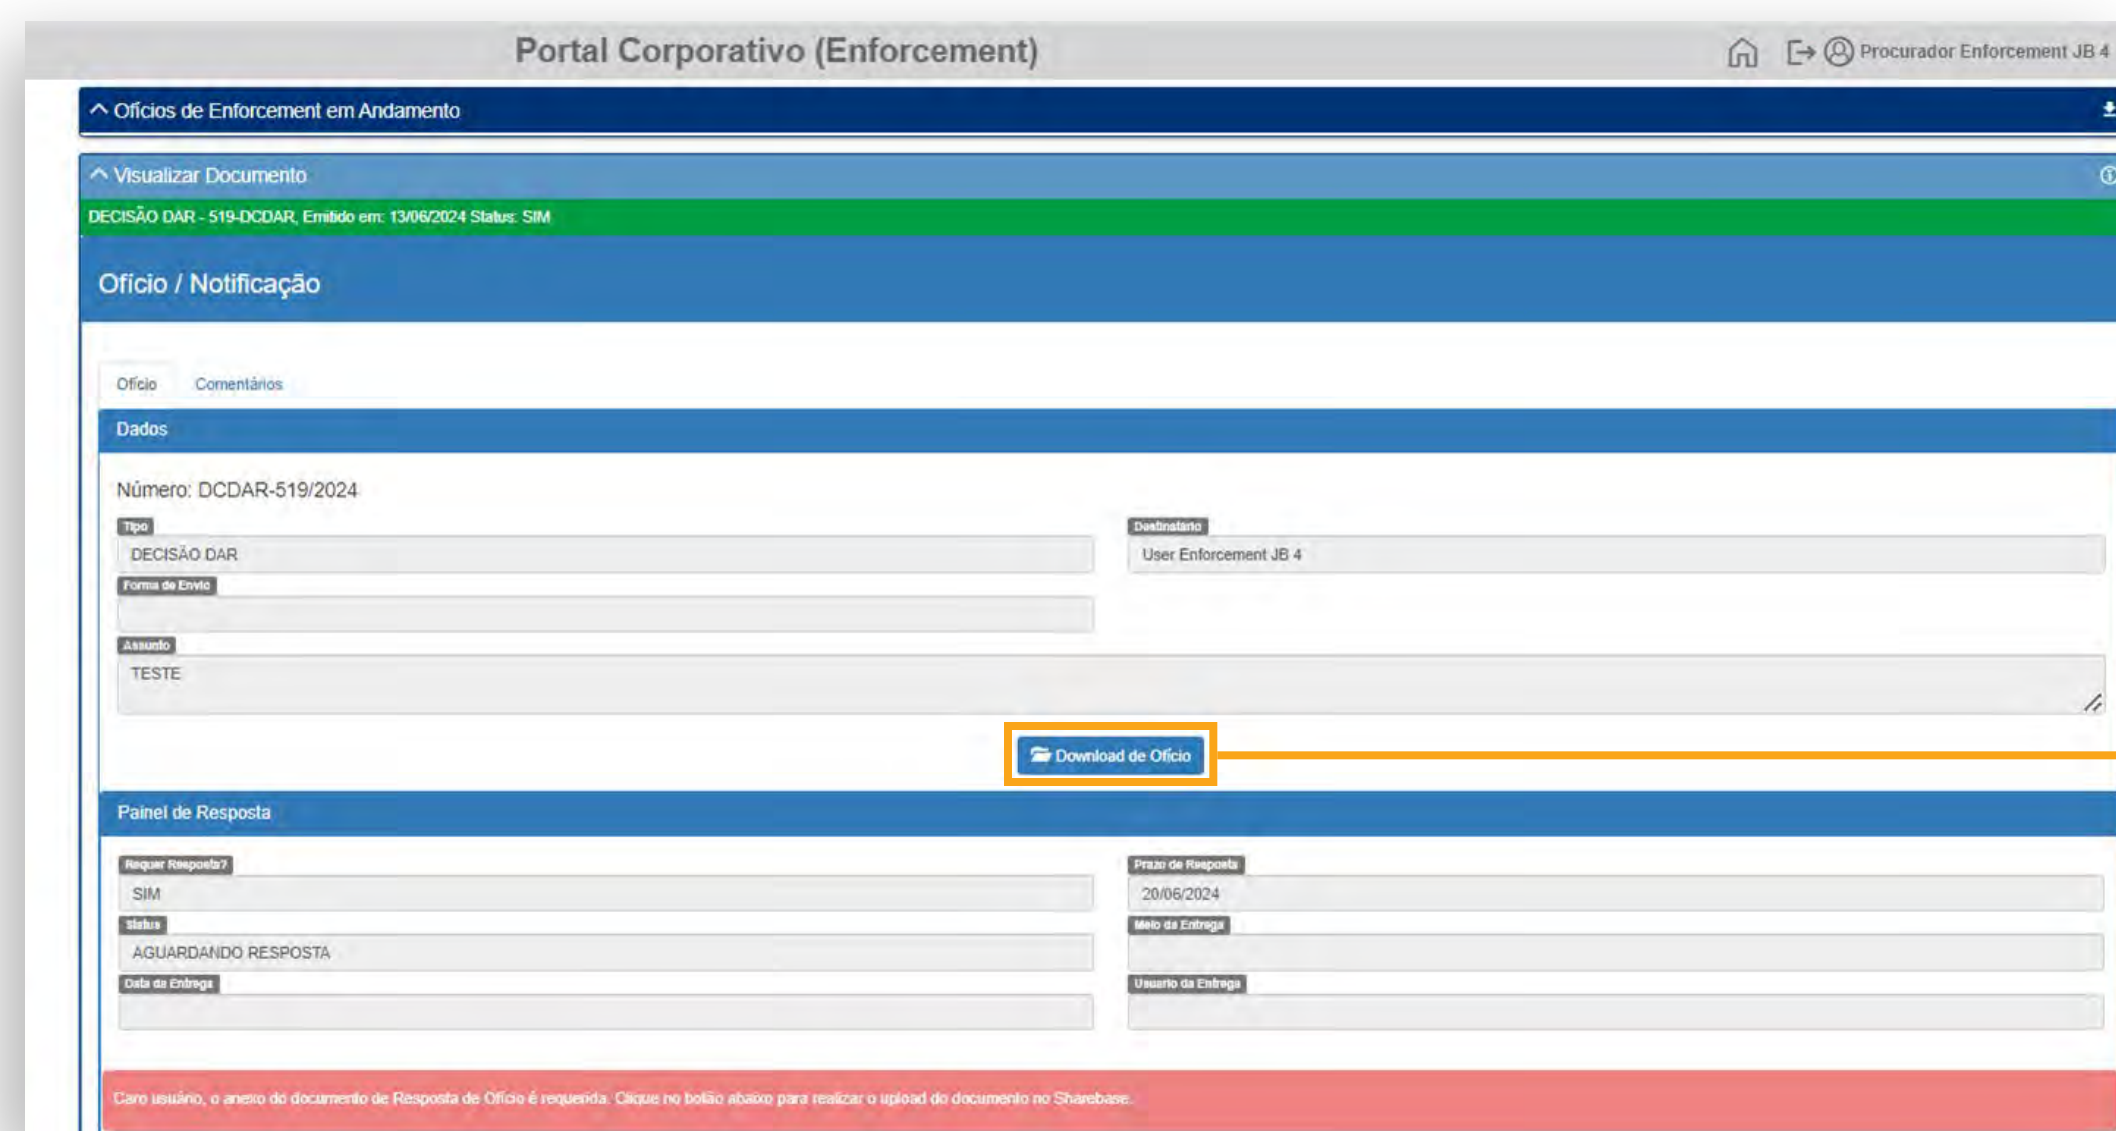 Portal Corporativo (Enforcement)
Procurador Enforcement JB 4
Ofícios de Enforcement em Andamento
Visualizar Documento
DECISÃO DAR - 519-DCDAR, Emitido em: 13/06/2024 Status: SIM
Ofício / Notificação
Ofício Comentários
Dados
Número: DCDAR-519/2024
Tipo Destinatário
DECISÃO DAR User Enforcement JB 4
Forma de Envio
Assunto
TESTE
Download de Ofício
Painel de Resposta
Requer Resposta? Prazo de Resposta
SIM 20/06/2024
Status Meio da Entrega
AGUARDANDO RESPOSTA
Data da Entrega Usuario da Entrega
Caro usuário, o anexo do documento de Resposta de Ofício é requerida. Clique no botão abaixo para realizar o upload do documento no Sharebase.